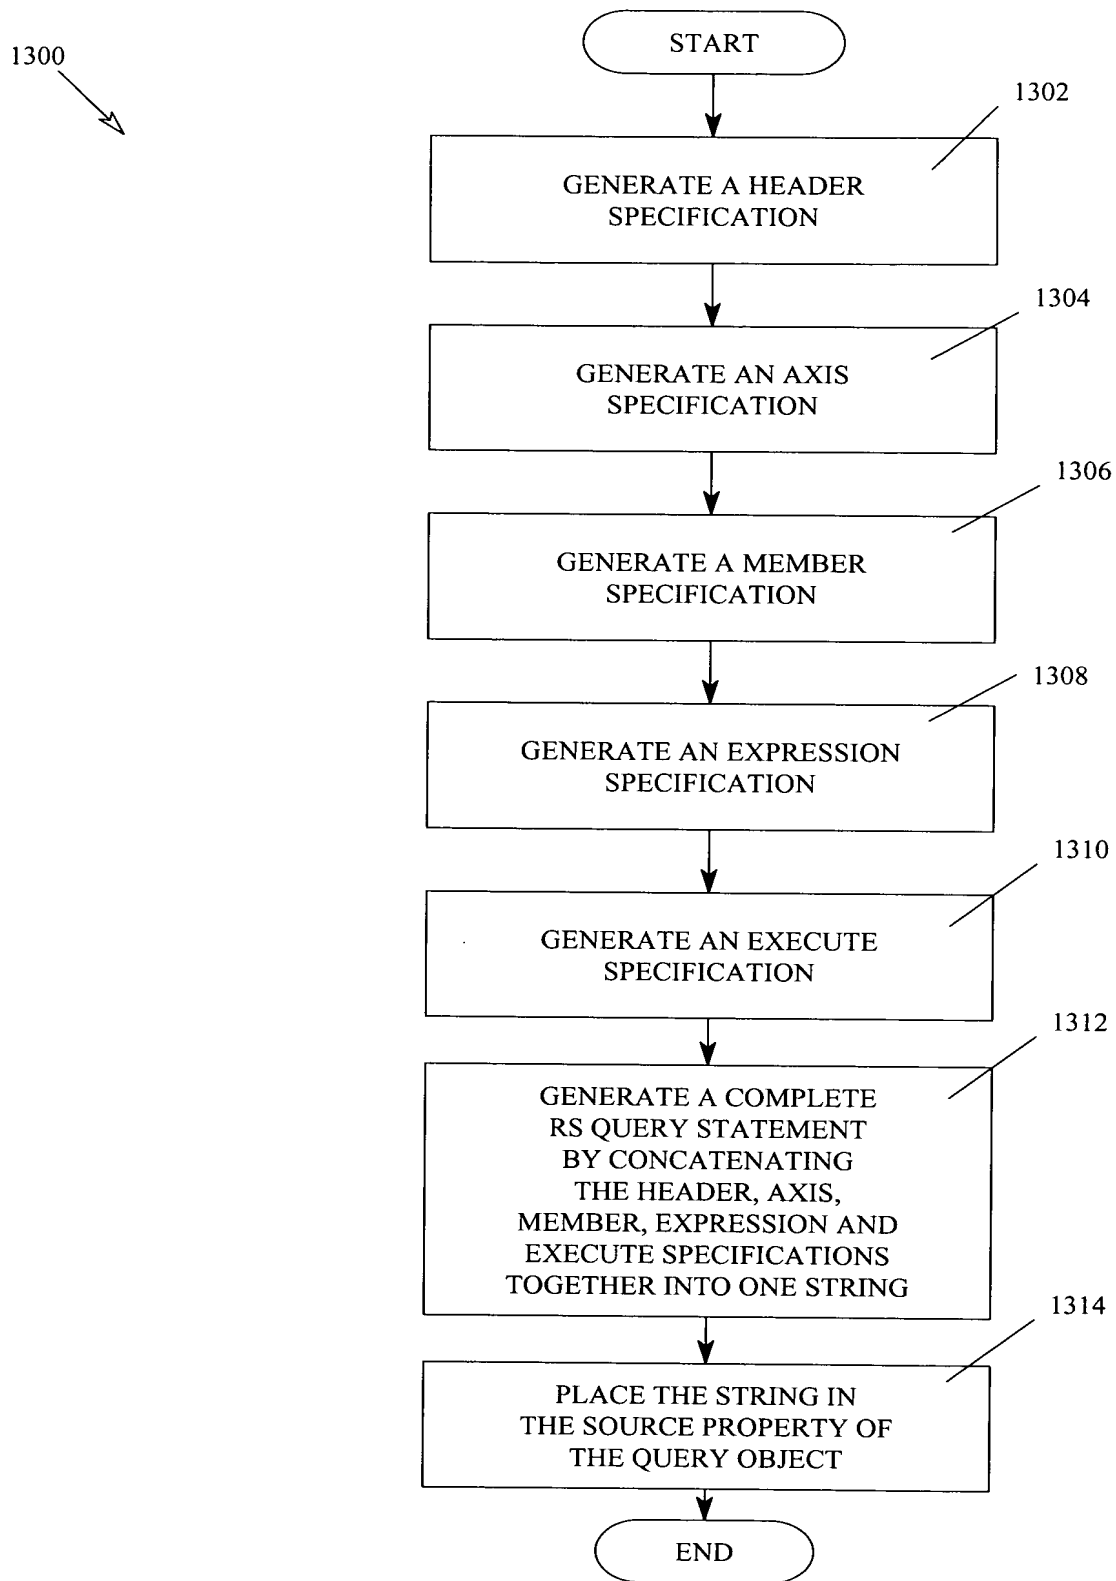 START
1300
1302
GENERATE A HEADER
SPECIFICATION
1304
GENERATE AN AXIS
SPECIFICATION
1306
GENERATE A MEMBER
SPECIFICATION
1308
GENERATE AN EXPRESSION
SPECIFICATION
1310
GENERATE AN EXECUTE
SPECIFICATION
1312
GENERATE A COMPLETE
RS QUERY STATEMENT
BY CONCATENATING
THE HEADER, AXIS,
MEMBER, EXPRESSION AND
EXECUTE SPECIFICATIONS
TOGETHER INTO ONE STRING
1314
PLACE THE STRING IN
THE SOURCE PROPERTY OF
THE QUERY OBJECT
END